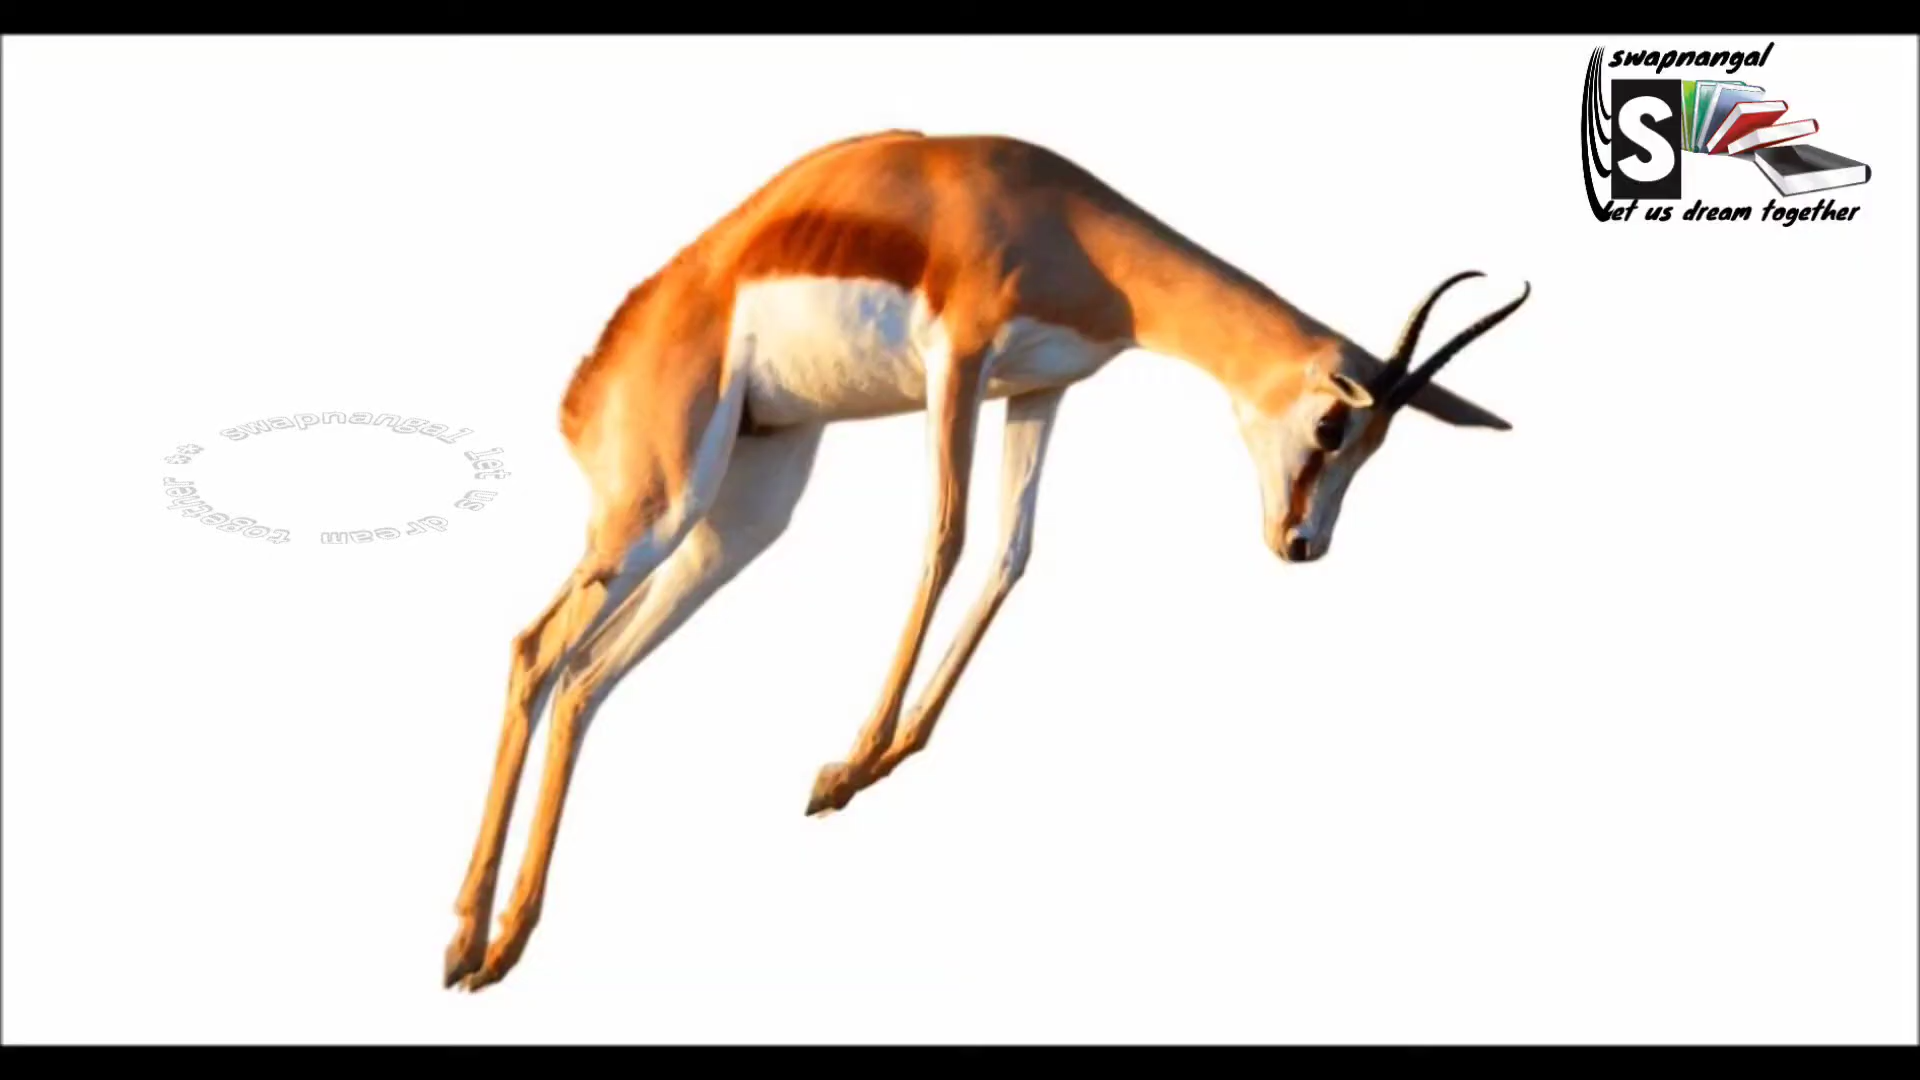 swapnangal
S
let us dream together
swapnangal let us dream together **